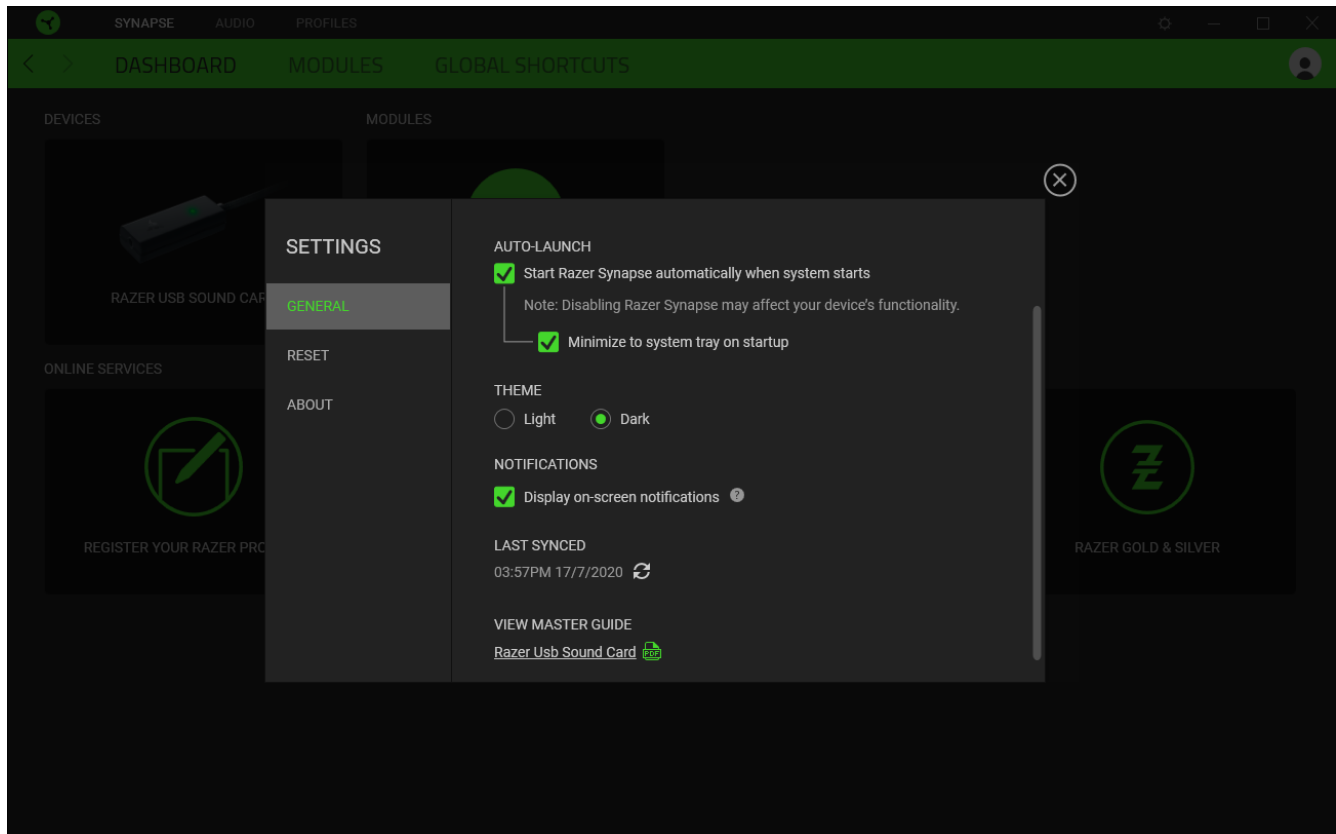 SYNAPSE AUDIO PROFILES
DASHBOARD MODULES GLOBAL SHORTCUTS
DEVICES MODULES
RAZER USB SOUND CAR
ONLINE SERVICES
REGISTER YOUR RAZER PRO
RAZER GOLD & SILVER
SETTINGS
GENERAL
RESET
ABOUT
AUTO-LAUNCH
Start Razer Synapse automatically when system starts
Note: Disabling Razer Synapse may affect your device's functionality.
Minimize to system tray on startup
THEME
Light Dark
NOTIFICATIONS
Display on-screen notifications ?
LAST SYNCED
03:57PM 17/7/2020
VIEW MASTER GUIDE
Razer Usb Sound Card PDF